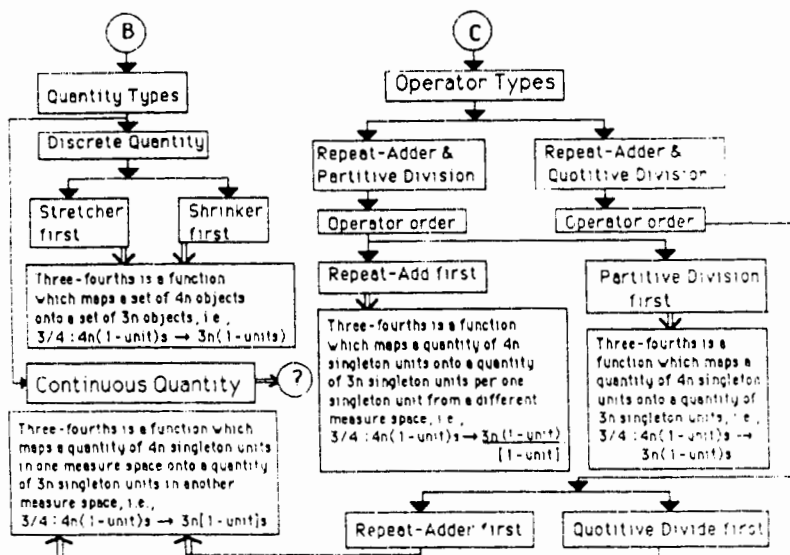 B
Quantity Types
Discrete Quantity
Stretcher
first
Shrinker
first
Three-fourths is a function
which maps a set of 4n objects
onto a set of 3n objects, i.e.,
3/4 : 4n(1-unit)s → 3n(1-units)
Continuous Quantity
?
Three-fourths is a function which
maps a quantity of 4n singleton units
in one measure space onto a quantity
of 3n singleton units in another
measure space, i.e.,
3/4 : 4n(1-unit)s → 3n[1-unit]s
C
Operator Types
Repeat-Adder &
Partitive Division
Repeat-Adder &
Quotitive Division
Operator order
Operator order
Repeat-Add first
Partitive Division
first
Three-fourths is a function
which maps a quantity of 4n
singleton units onto a quantity
of 3n singleton units per one
singleton unit from a different
measure space, i.e.,
3/4 : 4n(1-unit)s → 3n(1-unit)
[1-unit]
Three-fourths is a
function which maps a
quantity of 4n singleton
units onto a quantity of
3n singleton units, i.e.,
3/4 : 4n(1-unit)s →
3n(1-unit)s
Repeat-Adder first
Quotitive Divide first